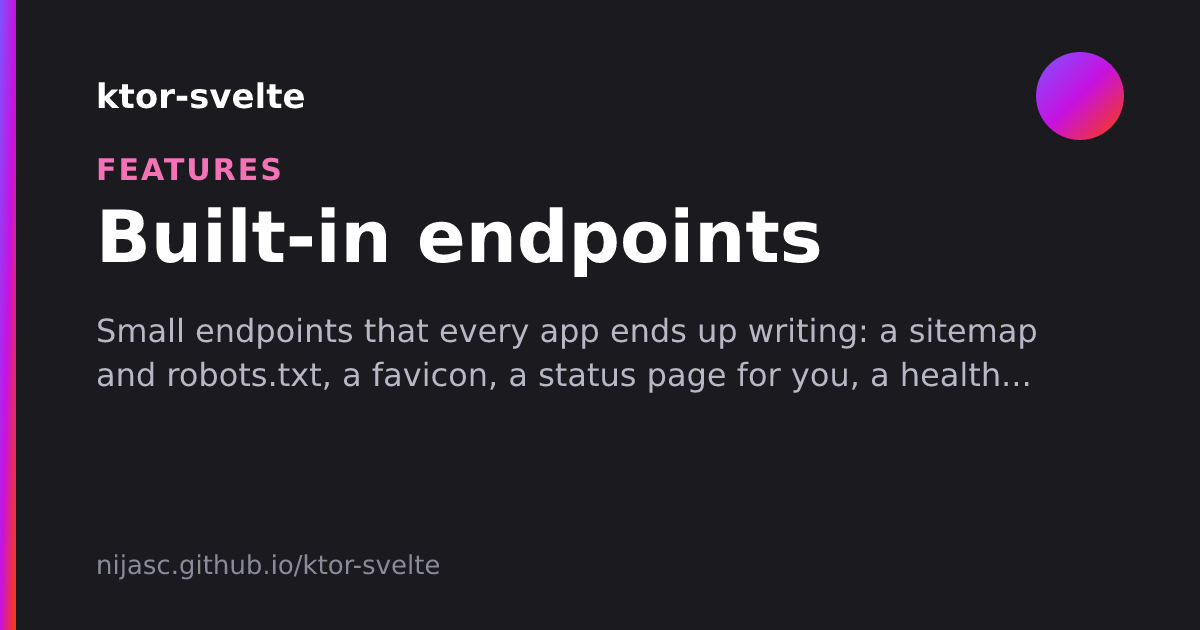 ktor-svelte
FEATURES
Built-in endpoints
Small endpoints that every app ends up writing: a sitemap
and robots.txt, a favicon, a status page for you, a health…
nijasc.github.io/ktor-svelte